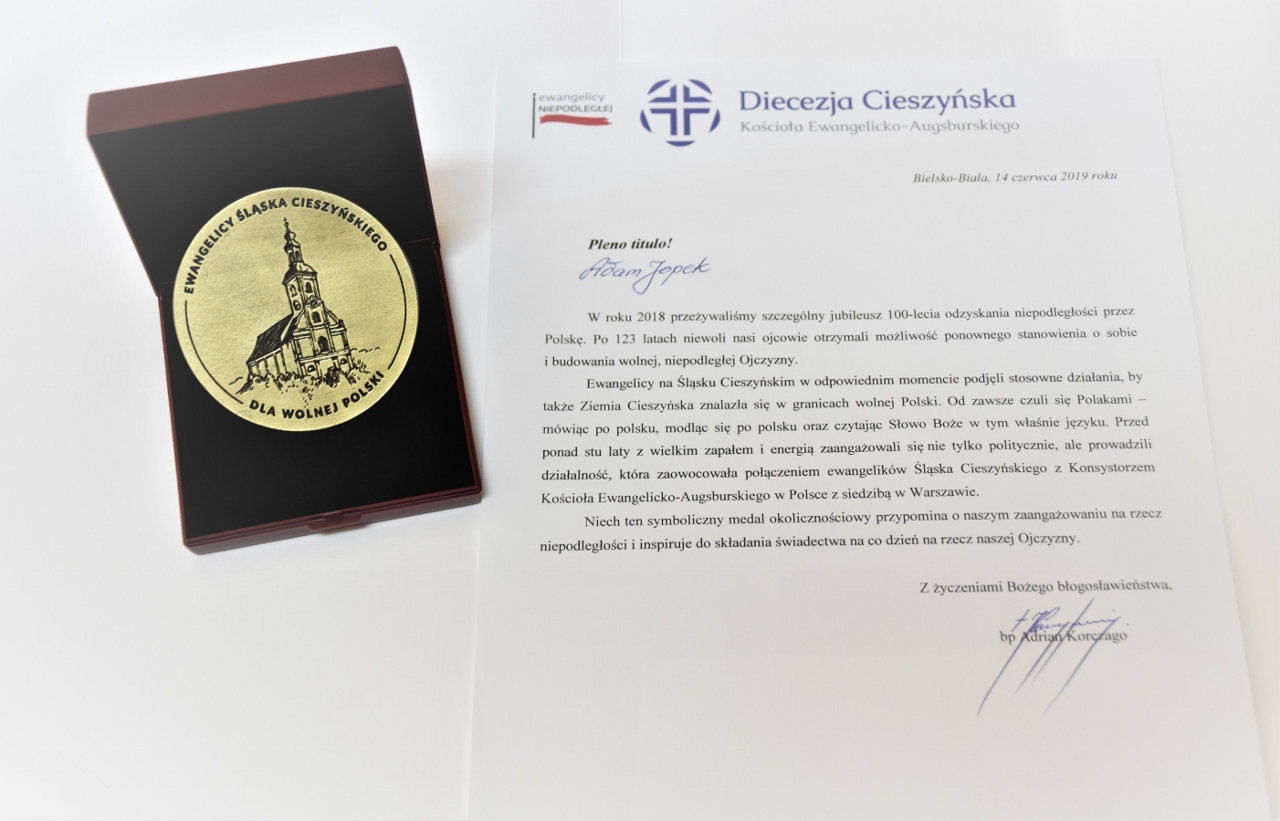 EWANGELICY ŚLĄSKA CIESZYŃSKIEGO
DLA WOLNEJ POLSKI
ewangelicy
NIEPODLEGŁEJ
Diecezja Cieszyńska
Kościoła Ewangelicko-Augsburskiego
Bielsko-Biała, 14 czerwca 2019 roku
Pleno titulo!
Adam Jopek
W roku 2018 przeżywaliśmy szczególny jubileusz 100-lecia odzyskania niepodległości przez
Polskę. Po 123 latach niewoli nasi ojcowie otrzymali możliwość ponownego stanowienia o sobie
i budowania wolnej, niepodległej Ojczyzny.
Ewangelicy na Śląsku Cieszyńskim w odpowiednim momencie podjęli stosowne działania, by
także Ziemia Cieszyńska znalazła się w granicach wolnej Polski. Od zawsze czuli się Polakami –
mówiąc po polsku, modląc się po polsku oraz czytając Słowo Boże w tym właśnie języku. Przed
ponad stu laty z wielkim zapałem i energią zaangażowali się nie tylko politycznie, ale prowadzili
działalność, która zaowocowała połączeniem ewangelików Śląska Cieszyńskiego z Konsystorzem
Kościoła Ewangelicko-Augsburskiego w Polsce z siedzibą w Warszawie.
Niech ten symboliczny medal okolicznościowy przypomina o naszym zaangażowaniu na rzecz
niepodległości i inspiruje do składania świadectwa na co dzień na rzecz naszej Ojczyzny.
Z życzeniami Bożego błogosławieństwa,
bp Adrian Korczago